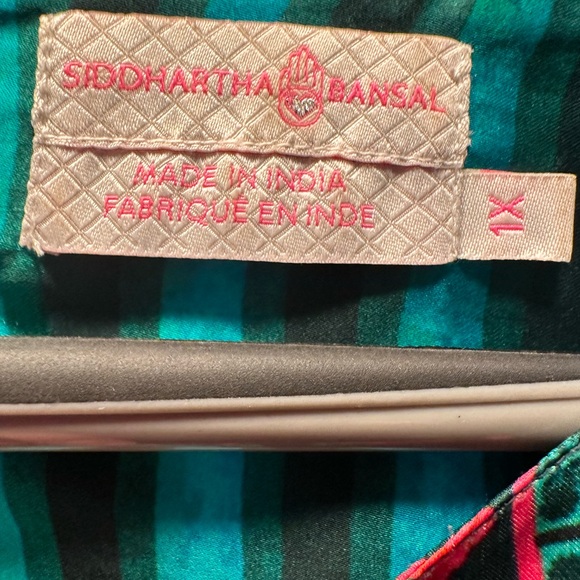 SIDDHARTHA BANSAL
MADE IN INDIA
FABRIQUÉ EN INDE
1X